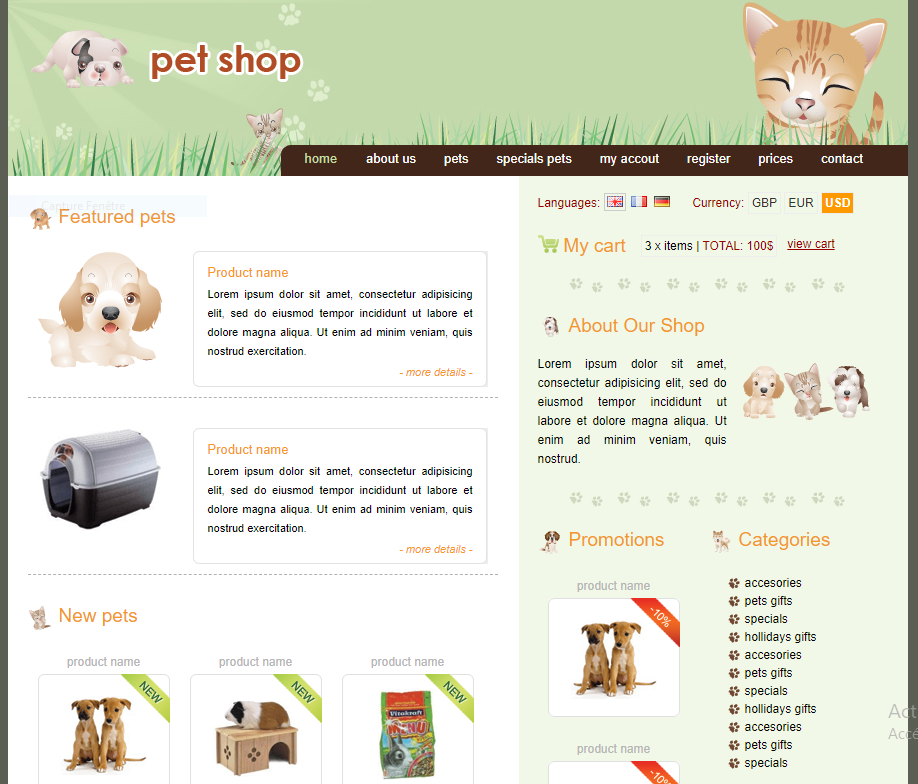 pet shop
home about us pets specials pets my accout register prices contact
Capture Fenêtre
Featured pets
Product name
Lorem ipsum dolor sit amet, consectetur adipisicing
elit, sed do eiusmod tempor incididunt ut labore et
dolore magna aliqua. Ut enim ad minim veniam, quis
nostrud exercitation.
- more details -
Product name
Lorem ipsum dolor sit amet, consectetur adipisicing
elit, sed do eiusmod tempor incididunt ut labore et
dolore magna aliqua. Ut enim ad minim veniam, quis
nostrud exercitation.
- more details -
New pets
product name product name product name
NEW NEW NEW
Vitakraft
MENU
Languages: Currency: GBP EUR USD
My cart 3 x items | TOTAL: 100$ view cart
About Our Shop
Lorem ipsum dolor sit amet,
consectetur adipisicing elit, sed do
eiusmod tempor incididunt ut
labore et dolore magna aliqua. Ut
enim ad minim veniam, quis
nostrud.
Promotions
product name
-10%
product name
-10%
Categories
accesories
pets gifts
specials
hollidays gifts
accesories
pets gifts
specials
hollidays gifts
accesories
pets gifts
specials
Act
Accé